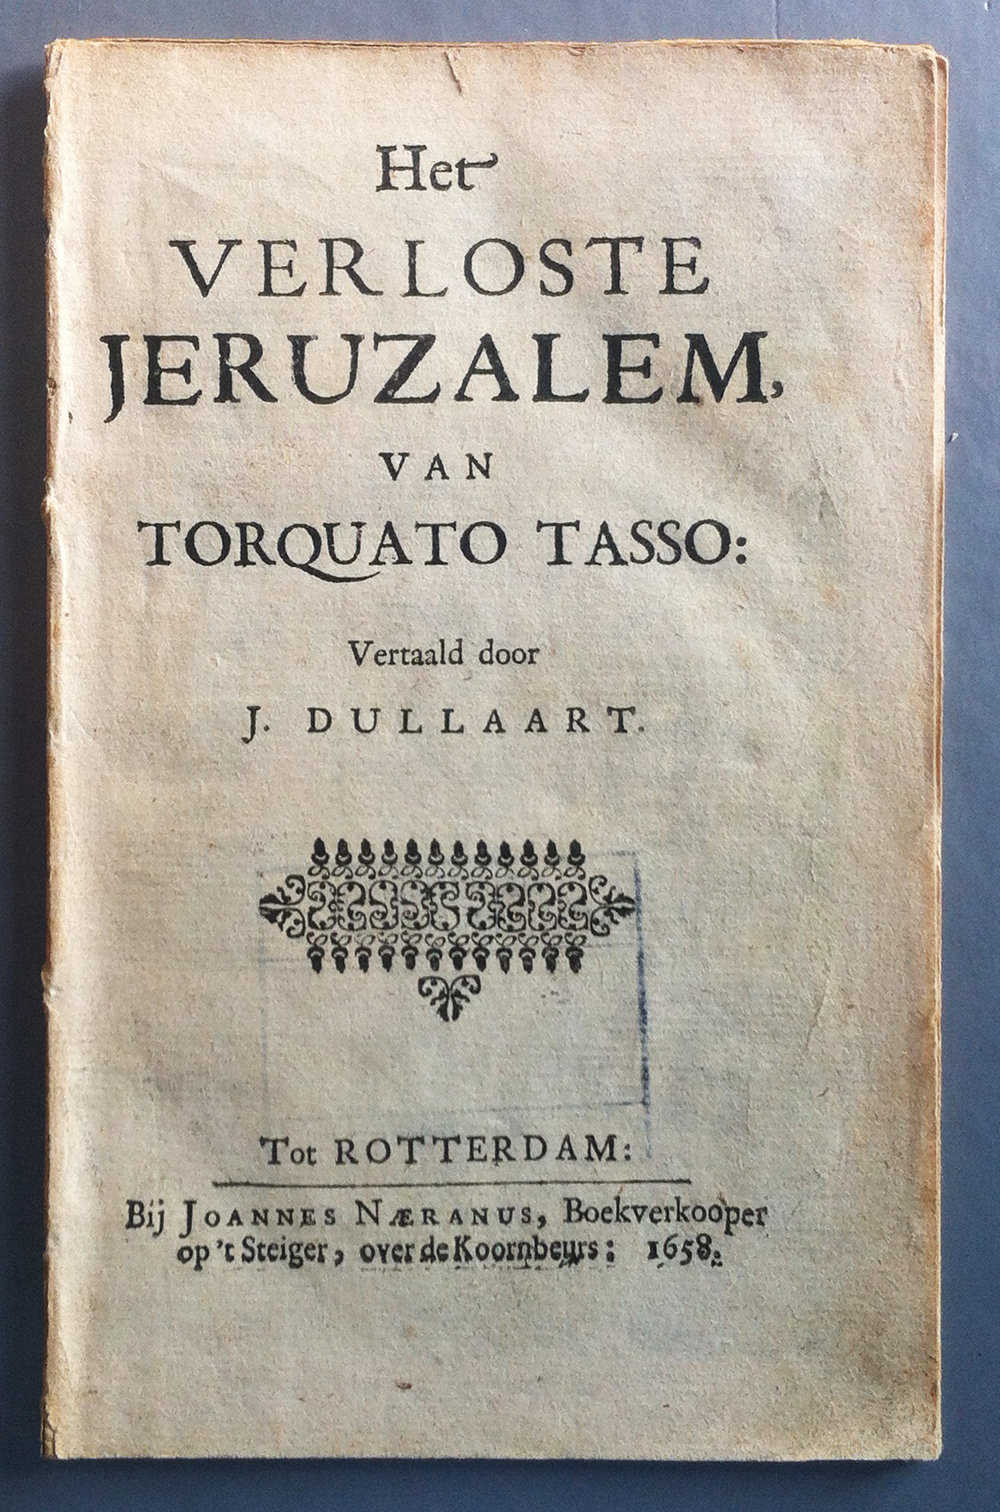 Het
VERLOSTE
JERUZALEM,
VAN
TORQUATO TASSO:
Vertaald door
J. DULLAART.
Tot ROTTERDAM:
Bij JOANNES NÆRANUS, Boekverkooper
op 't Steiger, over de Koornbeurs: 1658.